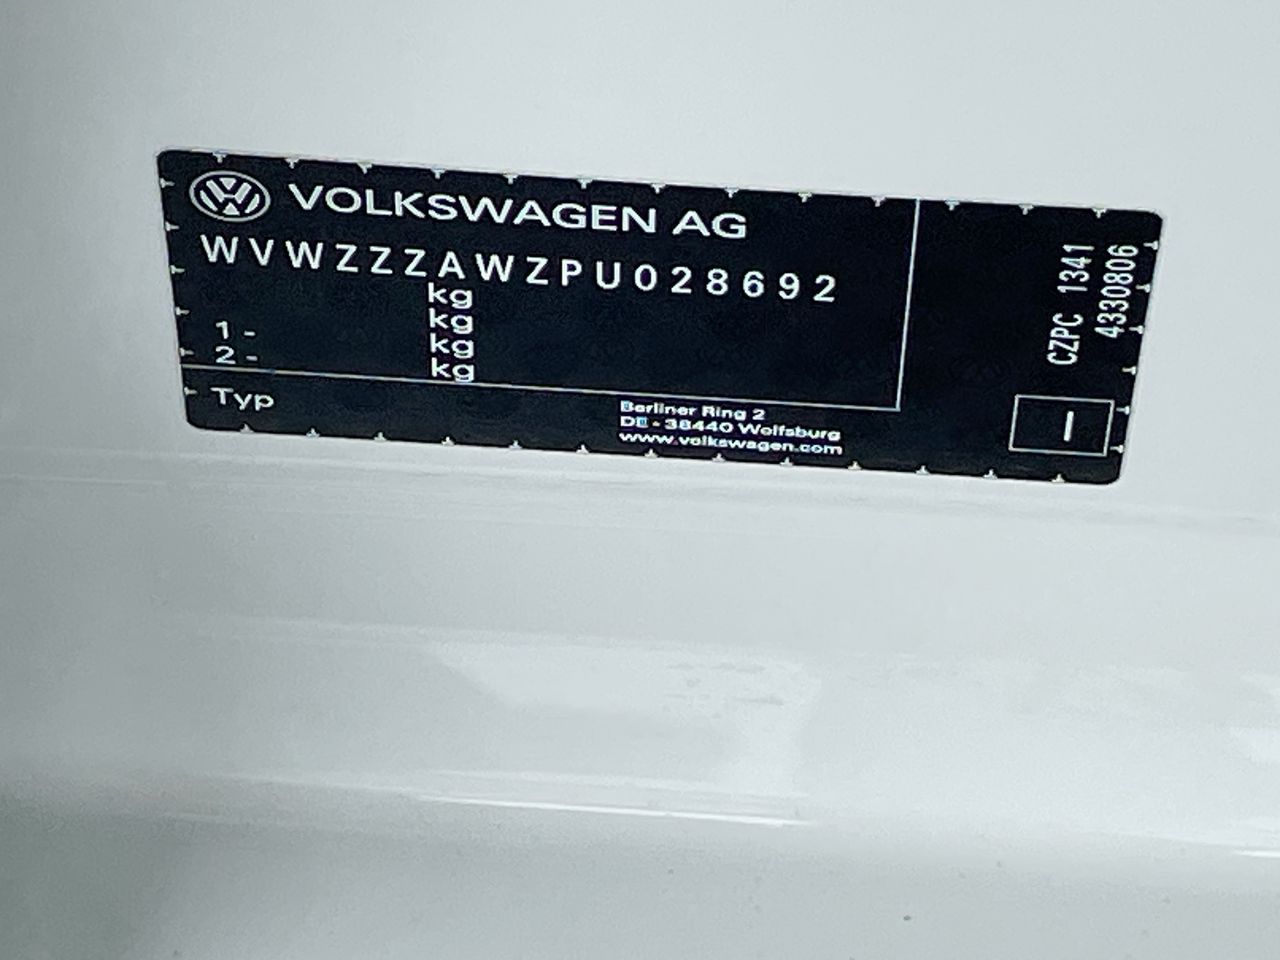 VOLKSWAGEN AG
WVWZZZAWZPU028692
kg
kg
1 - kg
2 - kg
Typ
Berliner Ring 2
DE - 38440 Wolfsburg
www.volkswagen.com
CZPC 1341
4330806
I